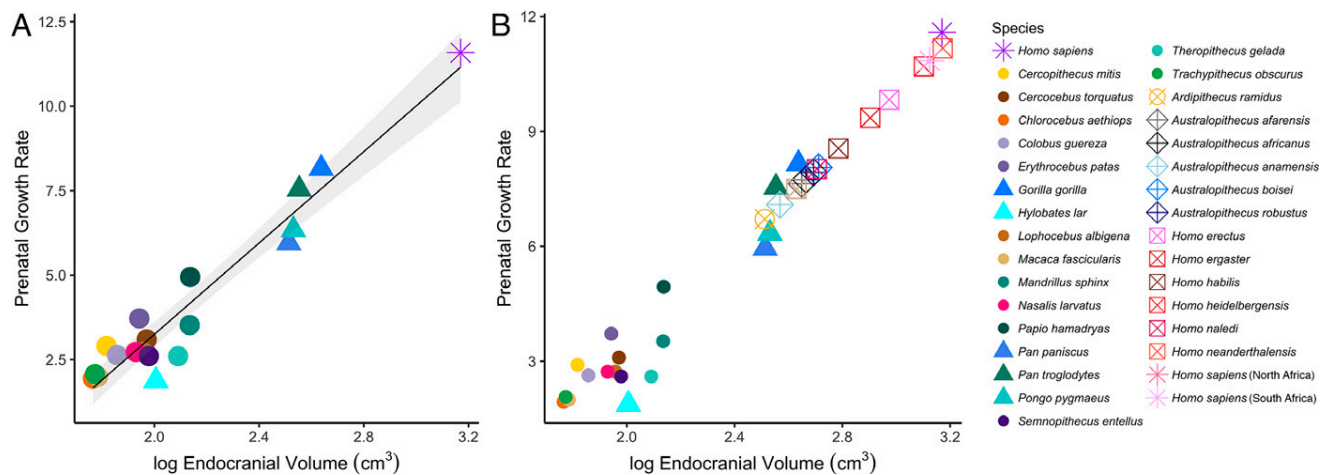 A
Prenatal Growth Rate
12.5
10.0
7.5
5.0
2.5
2.0
2.4
2.8
3.2
log Endocranial Volume (cm³)
B
Prenatal Growth Rate
12
9
6
3
2.0
2.4
2.8
3.2
log Endocranial Volume (cm³)
Species
Homo sapiens
Cercopithecus mitis
Cercocebus torquatus
Chlorocebus aethiops
Colobus guereza
Erythrocebus patas
Gorilla gorilla
Hylobates lar
Lophocebus albigena
Macaca fascicularis
Mandrillus sphinx
Nasalis larvatus
Papio hamadryas
Pan paniscus
Pan troglodytes
Pongo pygmaeus
Semnopithecus entellus
Theropithecus gelada
Trachypithecus obscurus
Ardipithecus ramidus
Australopithecus afarensis
Australopithecus africanus
Australopithecus anamensis
Australopithecus boisei
Australopithecus robustus
Homo erectus
Homo ergaster
Homo habilis
Homo heidelbergensis
Homo naledi
Homo neanderthalensis
Homo sapiens (North Africa)
Homo sapiens (South Africa)